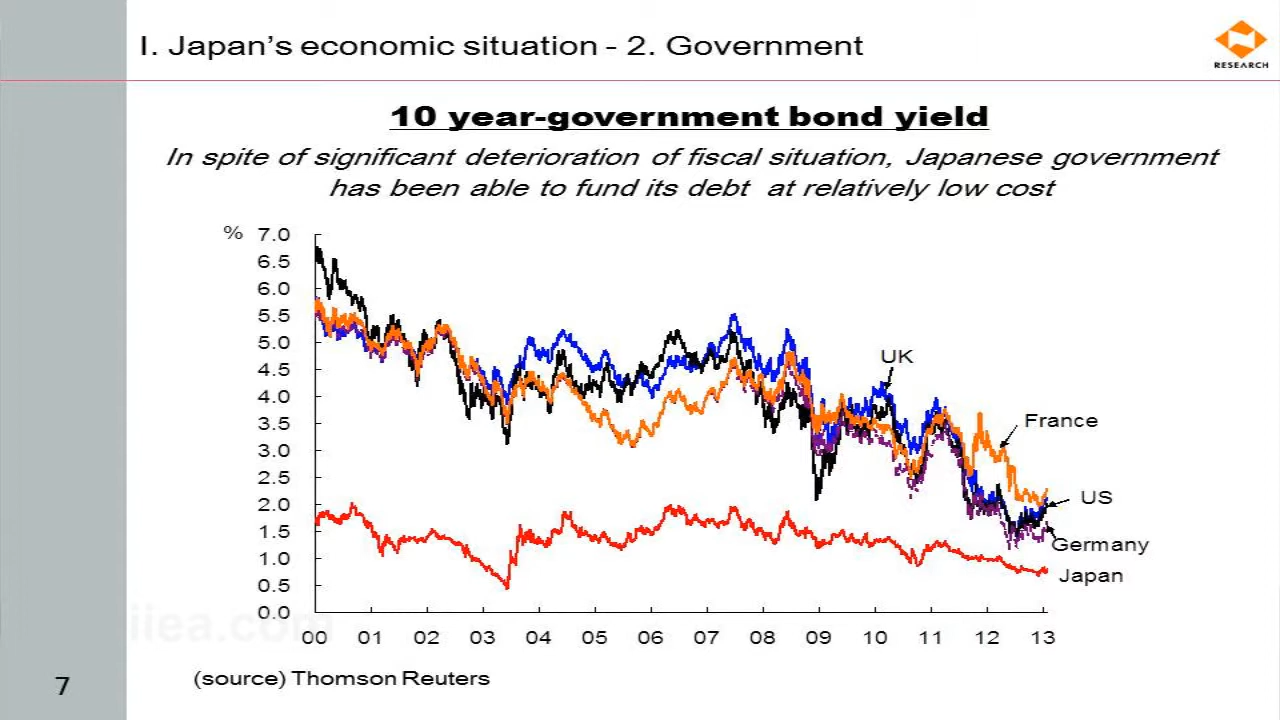 I. Japan's economic situation - 2. Government
RESEARCH
10 year-government bond yield
In spite of significant deterioration of fiscal situation, Japanese government
has been able to fund its debt at relatively low cost
%
7.0
6.5
6.0
5.5
5.0
4.5
4.0
3.5
3.0
2.5
2.0
1.5
1.0
0.5
0.0
UK
France
US
Germany
Japan
00 01 02 03 04 05 06 07 08 09 10 11 12 13
iiea.com
(source) Thomson Reuters
7